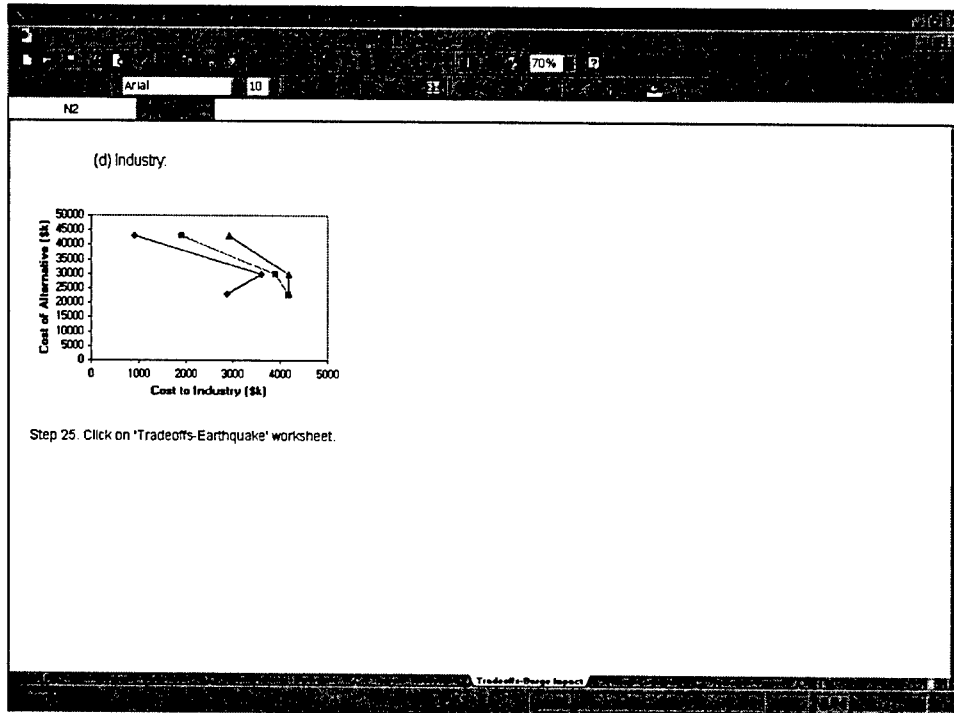 70%
Arial 10
N2
(d) Industry:
50000
45000
40000
35000
30000
25000
20000
15000
10000
5000
0
Cost of Alternative ($k)
0 1000 2000 3000 4000 5000
Cost to Industry ($k)
Step 25. Click on 'Tradeoffs-Earthquake' worksheet.
Tradeoffs-Barge Impact